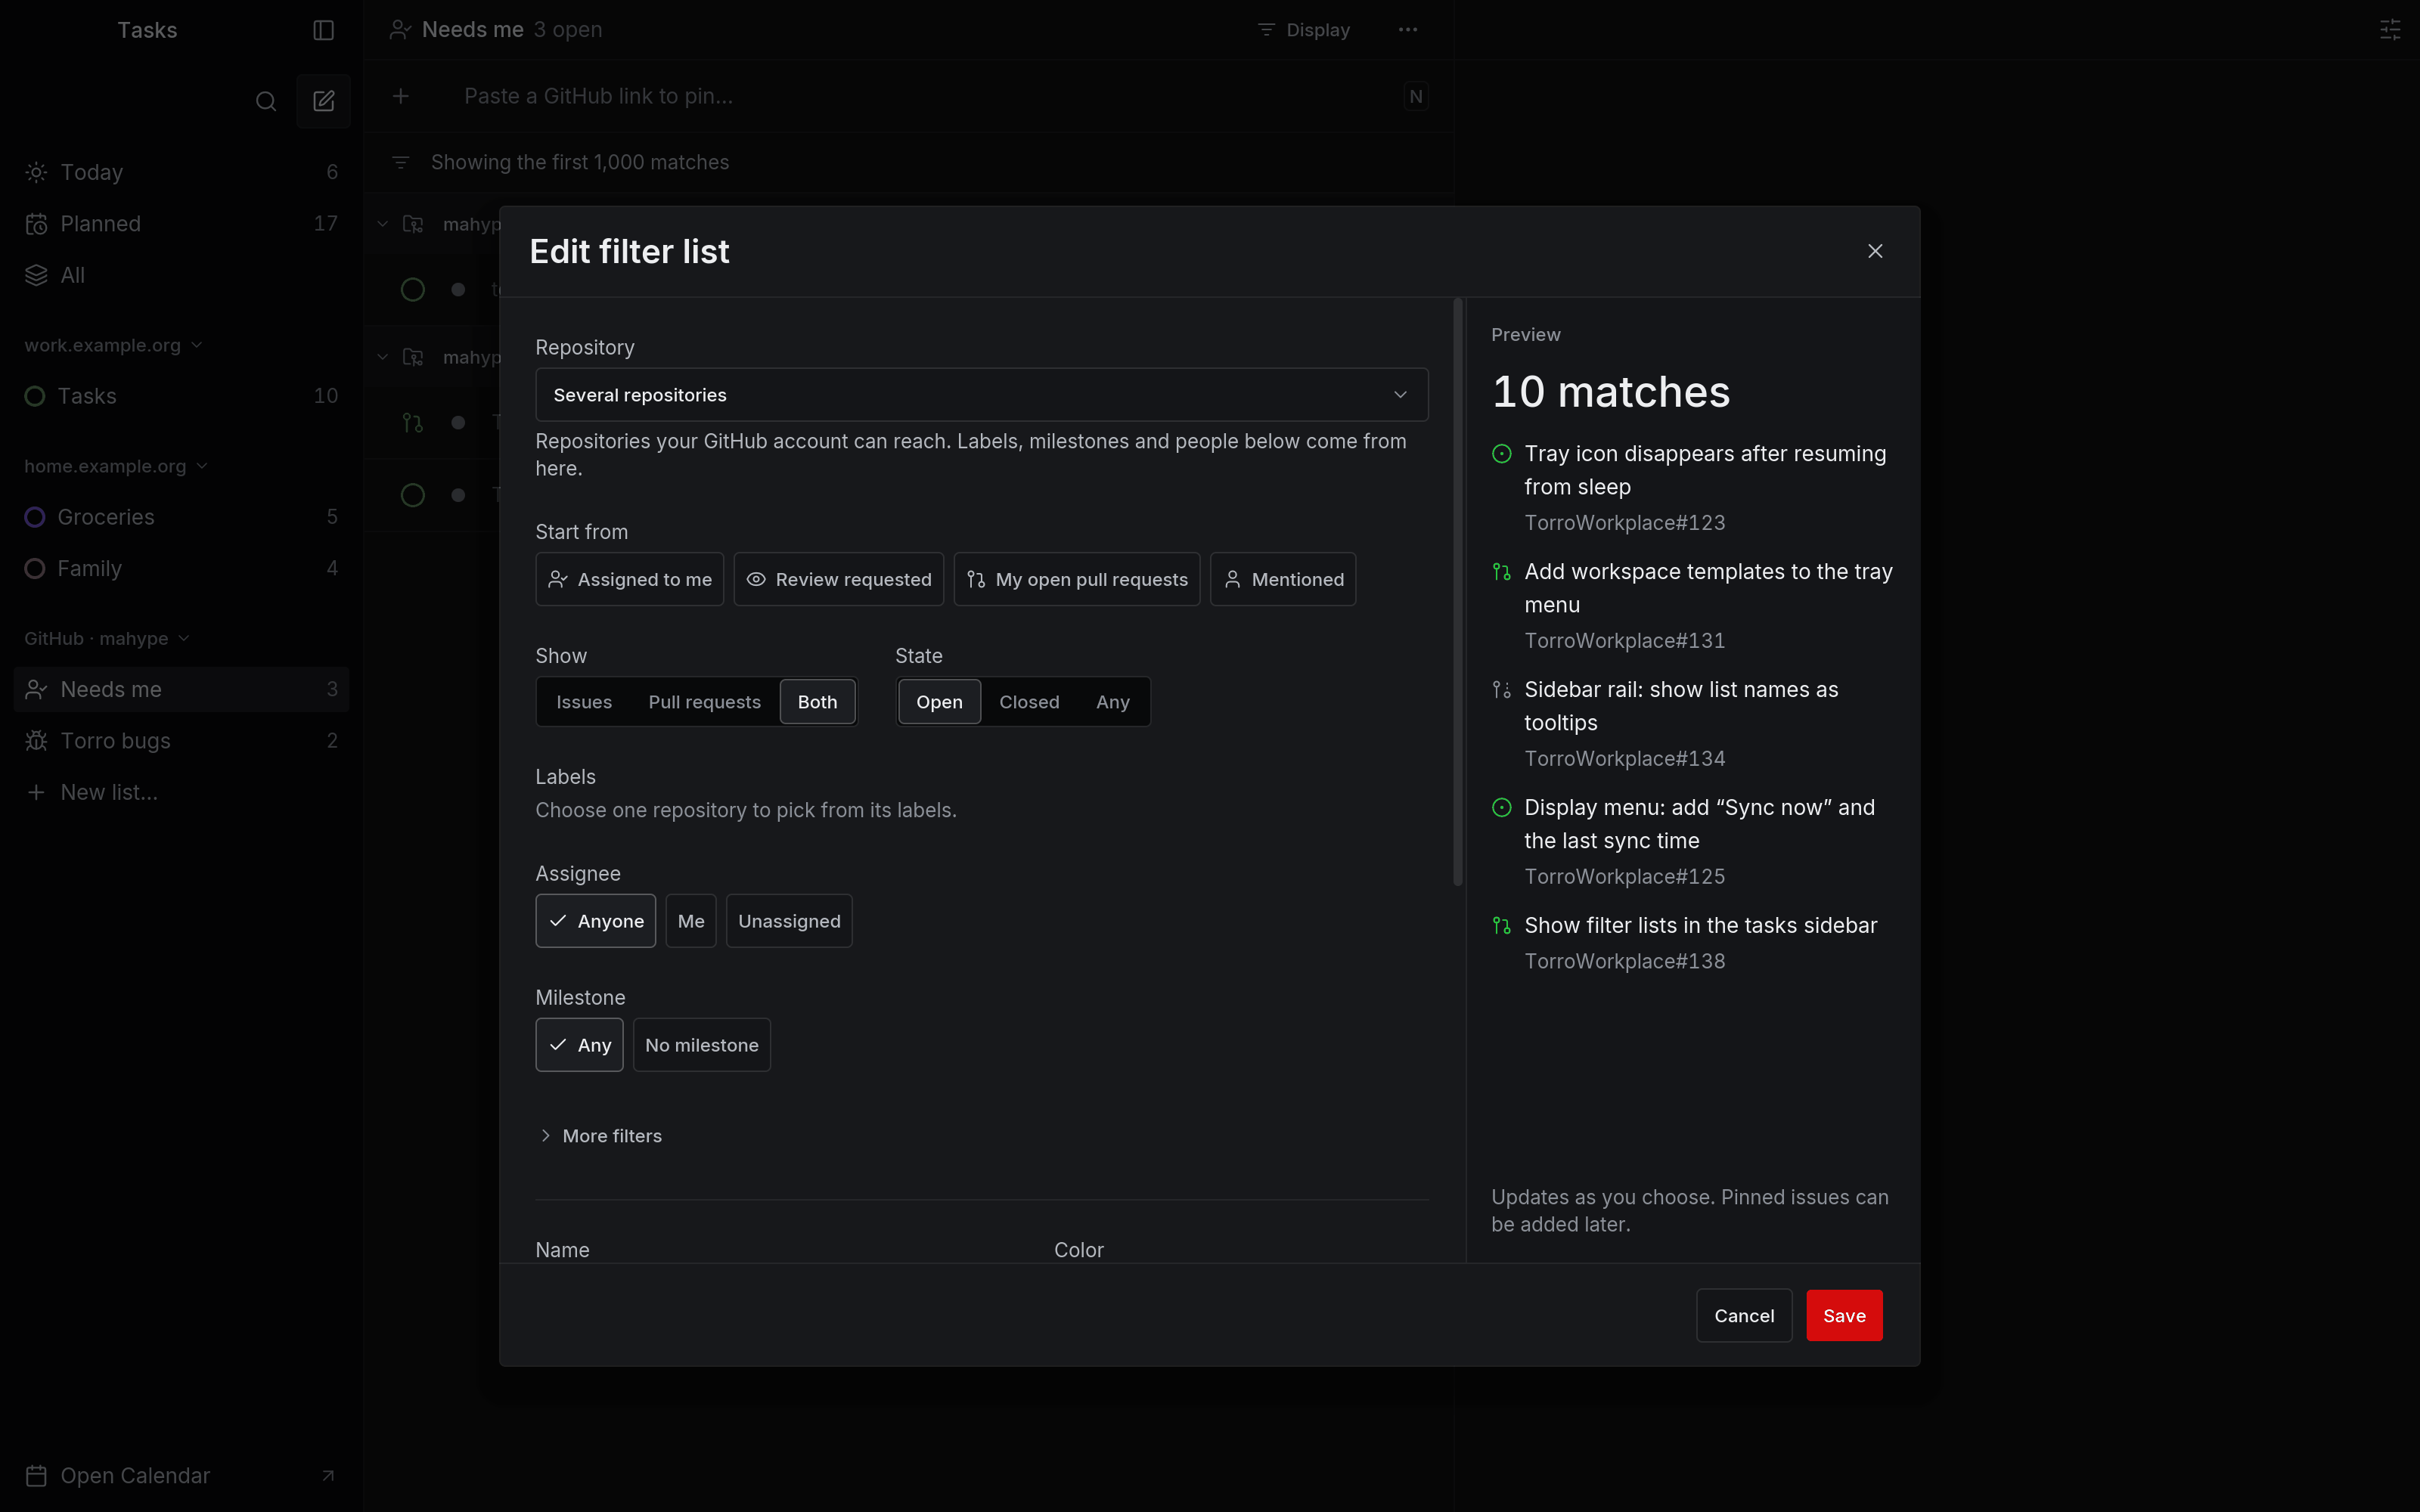 Tasks
Needs me 3 open
Display
Paste a GitHub link to pin...
N
Showing the first 1,000 matches
Today 6
Planned 17
All
work.example.org
Tasks 10
home.example.org
Groceries 5
Family 4
GitHub · mahype
Needs me 3
Torro bugs 2
New list...
Open Calendar
Edit filter list
Repository
Several repositories
Repositories your GitHub account can reach. Labels, milestones and people below come from
here.
Start from
Assigned to me
Review requested
My open pull requests
Mentioned
Show
State
Issues
Pull requests
Both
Open
Closed
Any
Labels
Choose one repository to pick from its labels.
Assignee
Anyone
Me
Unassigned
Milestone
Any
No milestone
More filters
Name
Color
Preview
10 matches
Tray icon disappears after resuming
from sleep
TorroWorkplace#123
Add workspace templates to the tray
menu
TorroWorkplace#131
Sidebar rail: show list names as
tooltips
TorroWorkplace#134
Display menu: add “Sync now” and
the last sync time
TorroWorkplace#125
Show filter lists in the tasks sidebar
TorroWorkplace#138
Updates as you choose. Pinned issues can
be added later.
Cancel
Save